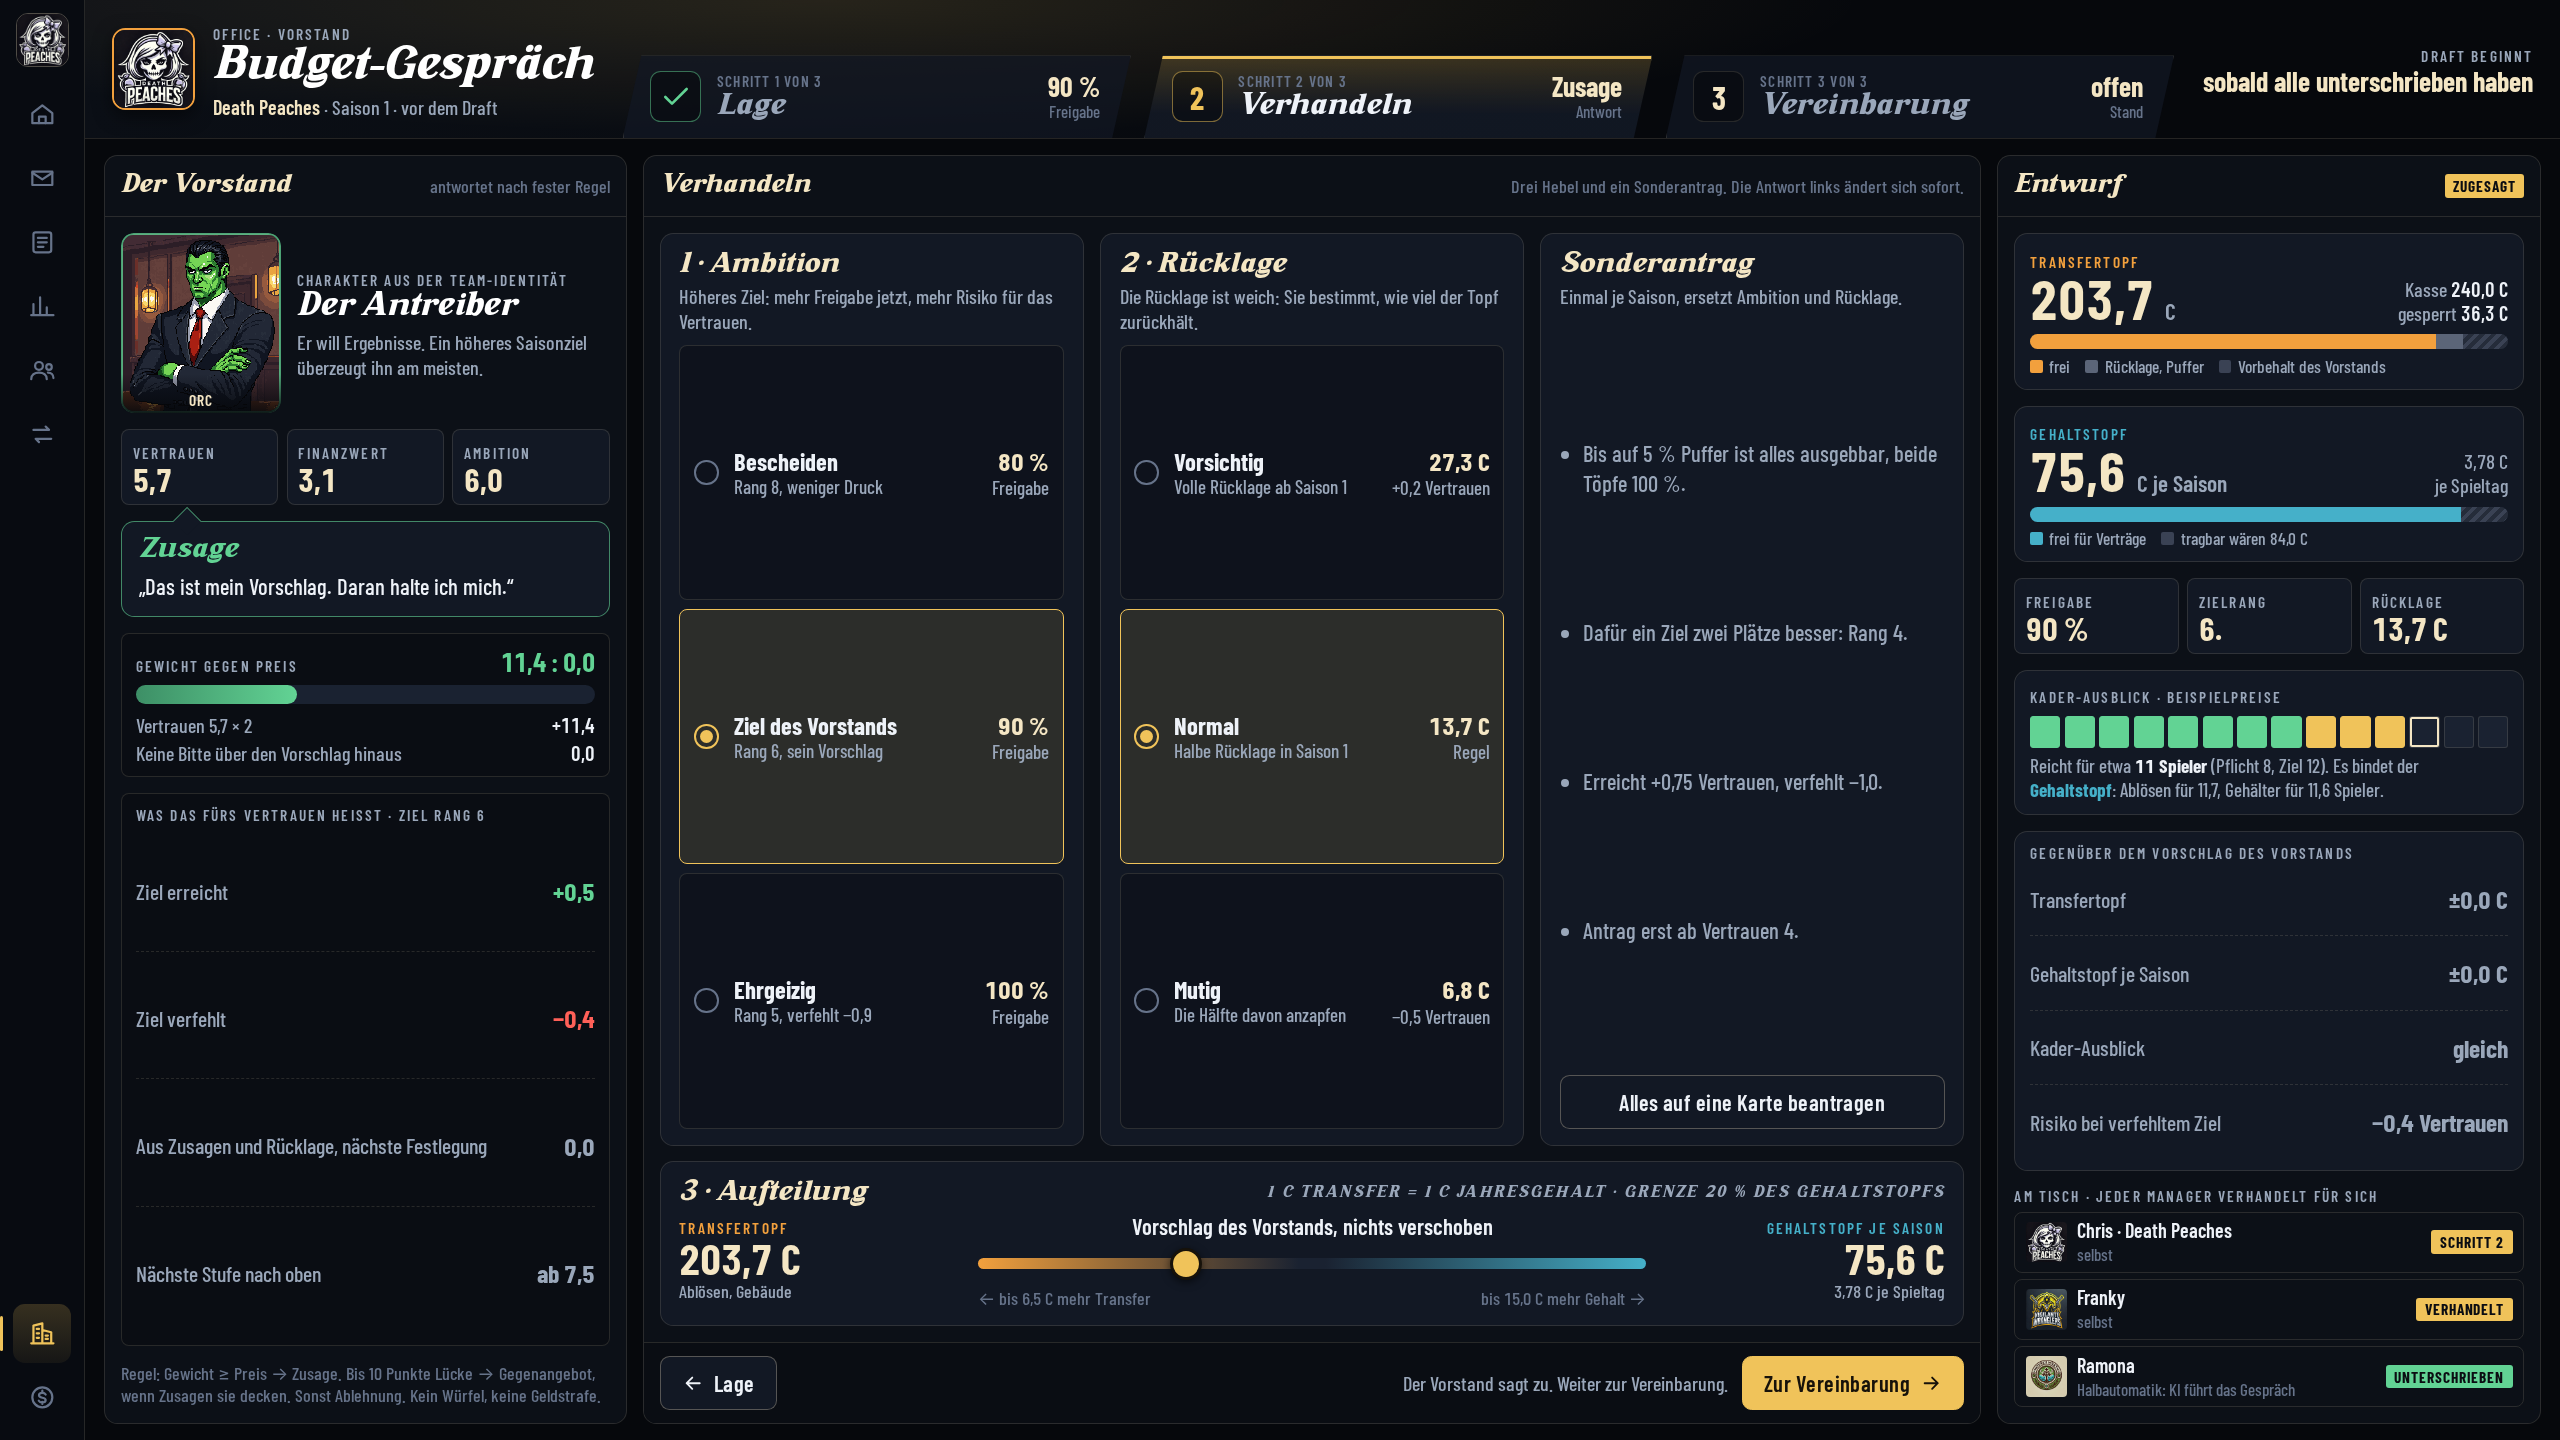 PEACHES
PEACHES
OFFICE · VORSTAND
Budget-Gespräch
Death Peaches · Saison 1 · vor dem Draft
SCHRITT 1 VON 3
Lage
90 %
Freigabe
2
SCHRITT 2 VON 3
Verhandeln
Zusage
Antwort
3
SCHRITT 3 VON 3
Vereinbarung
offen
Stand
DRAFT BEGINNT
sobald alle unterschrieben haben
Der Vorstand
antwortet nach fester Regel
ORC
CHARAKTER AUS DER TEAM-IDENTITÄT
Der Antreiber
Er will Ergebnisse. Ein höheres Saisonziel
überzeugt ihn am meisten.
VERTRAUEN
5,7
FINANZWERT
3,1
AMBITION
6,0
Zusage
„Das ist mein Vorschlag. Daran halte ich mich.“
GEWICHT GEGEN PREIS
11,4 : 0,0
Vertrauen 5,7 × 2
+11,4
Keine Bitte über den Vorschlag hinaus
0,0
WAS DAS FÜRS VERTRAUEN HEISST · ZIEL RANG 6
Ziel erreicht
+0,5
Ziel verfehlt
−0,4
Aus Zusagen und Rücklage, nächste Festlegung
0,0
Nächste Stufe nach oben
ab 7,5
Regel: Gewicht ≥ Preis → Zusage. Bis 10 Punkte Lücke → Gegenangebot,
wenn Zusagen sie decken. Sonst Ablehnung. Kein Würfel, keine Geldstrafe.
Verhandeln
Drei Hebel und ein Sonderantrag. Die Antwort links ändert sich sofort.
1 · Ambition
Höheres Ziel: mehr Freigabe jetzt, mehr Risiko für das
Vertrauen.
Bescheiden
Rang 8, weniger Druck
80 %
Freigabe
Ziel des Vorstands
Rang 6, sein Vorschlag
90 %
Freigabe
Ehrgeizig
Rang 5, verfehlt −0,9
100 %
Freigabe
2 · Rücklage
Die Rücklage ist weich: Sie bestimmt, wie viel der Topf
zurückhält.
Vorsichtig
Volle Rücklage ab Saison 1
27,3 C
+0,2 Vertrauen
Normal
Halbe Rücklage in Saison 1
13,7 C
Regel
Mutig
Die Hälfte davon anzapfen
6,8 C
−0,5 Vertrauen
Sonderantrag
Einmal je Saison, ersetzt Ambition und Rücklage.
• Bis auf 5 % Puffer ist alles ausgebbar, beide
Töpfe 100 %.
• Dafür ein Ziel zwei Plätze besser: Rang 4.
• Erreicht +0,75 Vertrauen, verfehlt −1,0.
• Antrag erst ab Vertrauen 4.
Alles auf eine Karte beantragen
3 · Aufteilung
1 C TRANSFER = 1 C JAHRESGEHALT · GRENZE 20 % DES GEHALTSTOPFS
TRANSFERTOPF
203,7 C
Ablösen, Gebäude
Vorschlag des Vorstands, nichts verschoben
← bis 6,5 C mehr Transfer
bis 15,0 C mehr Gehalt →
GEHALTSTOPF JE SAISON
75,6 C
3,78 C je Spieltag
← Lage
Der Vorstand sagt zu. Weiter zur Vereinbarung.
Zur Vereinbarung →
Entwurf
ZUGESAGT
TRANSFERTOPF
203,7 C
Kasse 240,0 C
gesperrt 36,3 C
frei
Rücklage, Puffer
Vorbehalt des Vorstands
GEHALTSTOPF
75,6 C je Saison
3,78 C
je Spieltag
frei für Verträge
tragbar wären 84,0 C
FREIGABE
90 %
ZIELRANG
6.
RÜCKLAGE
13,7 C
KADER-AUSBLICK · BEISPIELPREISE
Reicht für etwa 11 Spieler (Pflicht 8, Ziel 12). Es bindet der
Gehaltstopf: Ablösen für 11,7, Gehälter für 11,6 Spieler.
GEGENÜBER DEM VORSCHLAG DES VORSTANDS
Transfertopf
±0,0 C
Gehaltstopf je Saison
±0,0 C
Kader-Ausblick
gleich
Risiko bei verfehltem Ziel
−0,4 Vertrauen
AM TISCH · JEDER MANAGER VERHANDELT FÜR SICH
Chris · Death Peaches
selbst
SCHRITT 2
Franky
selbst
VERHANDELT
Ramona
Halbautomatik: KI führt das Gespräch
UNTERSCHRIEBEN